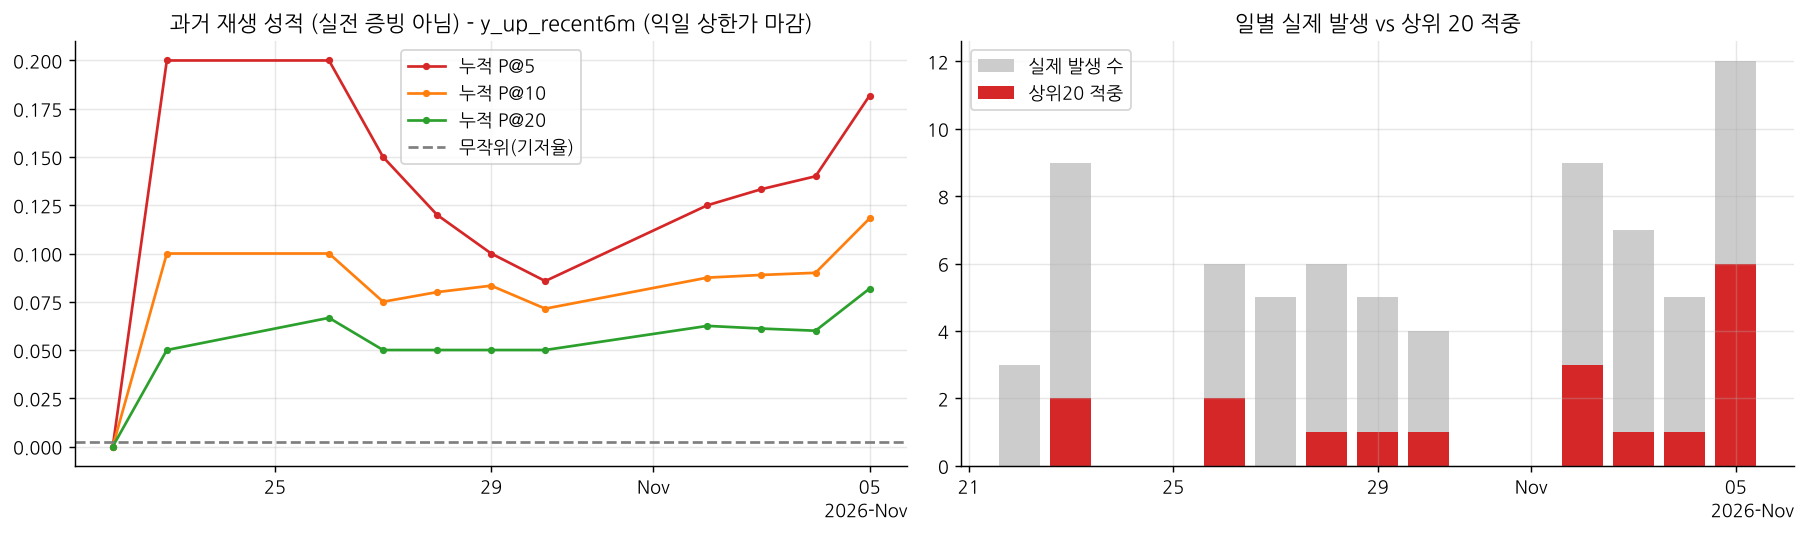 과거 재생 성적 (실전 증빙 아님) - y_up_recent6m (익일 상한가 마감)
0.200
0.175
0.150
0.125
0.100
0.075
0.050
0.025
0.000
누적 P@5
누적 P@10
누적 P@20
무작위(기저율)
25
29
Nov
05
2026-Nov
일별 실제 발생 vs 상위 20 적중
12
10
8
6
4
2
0
실제 발생 수
상위20 적중
21
25
29
Nov
05
2026-Nov